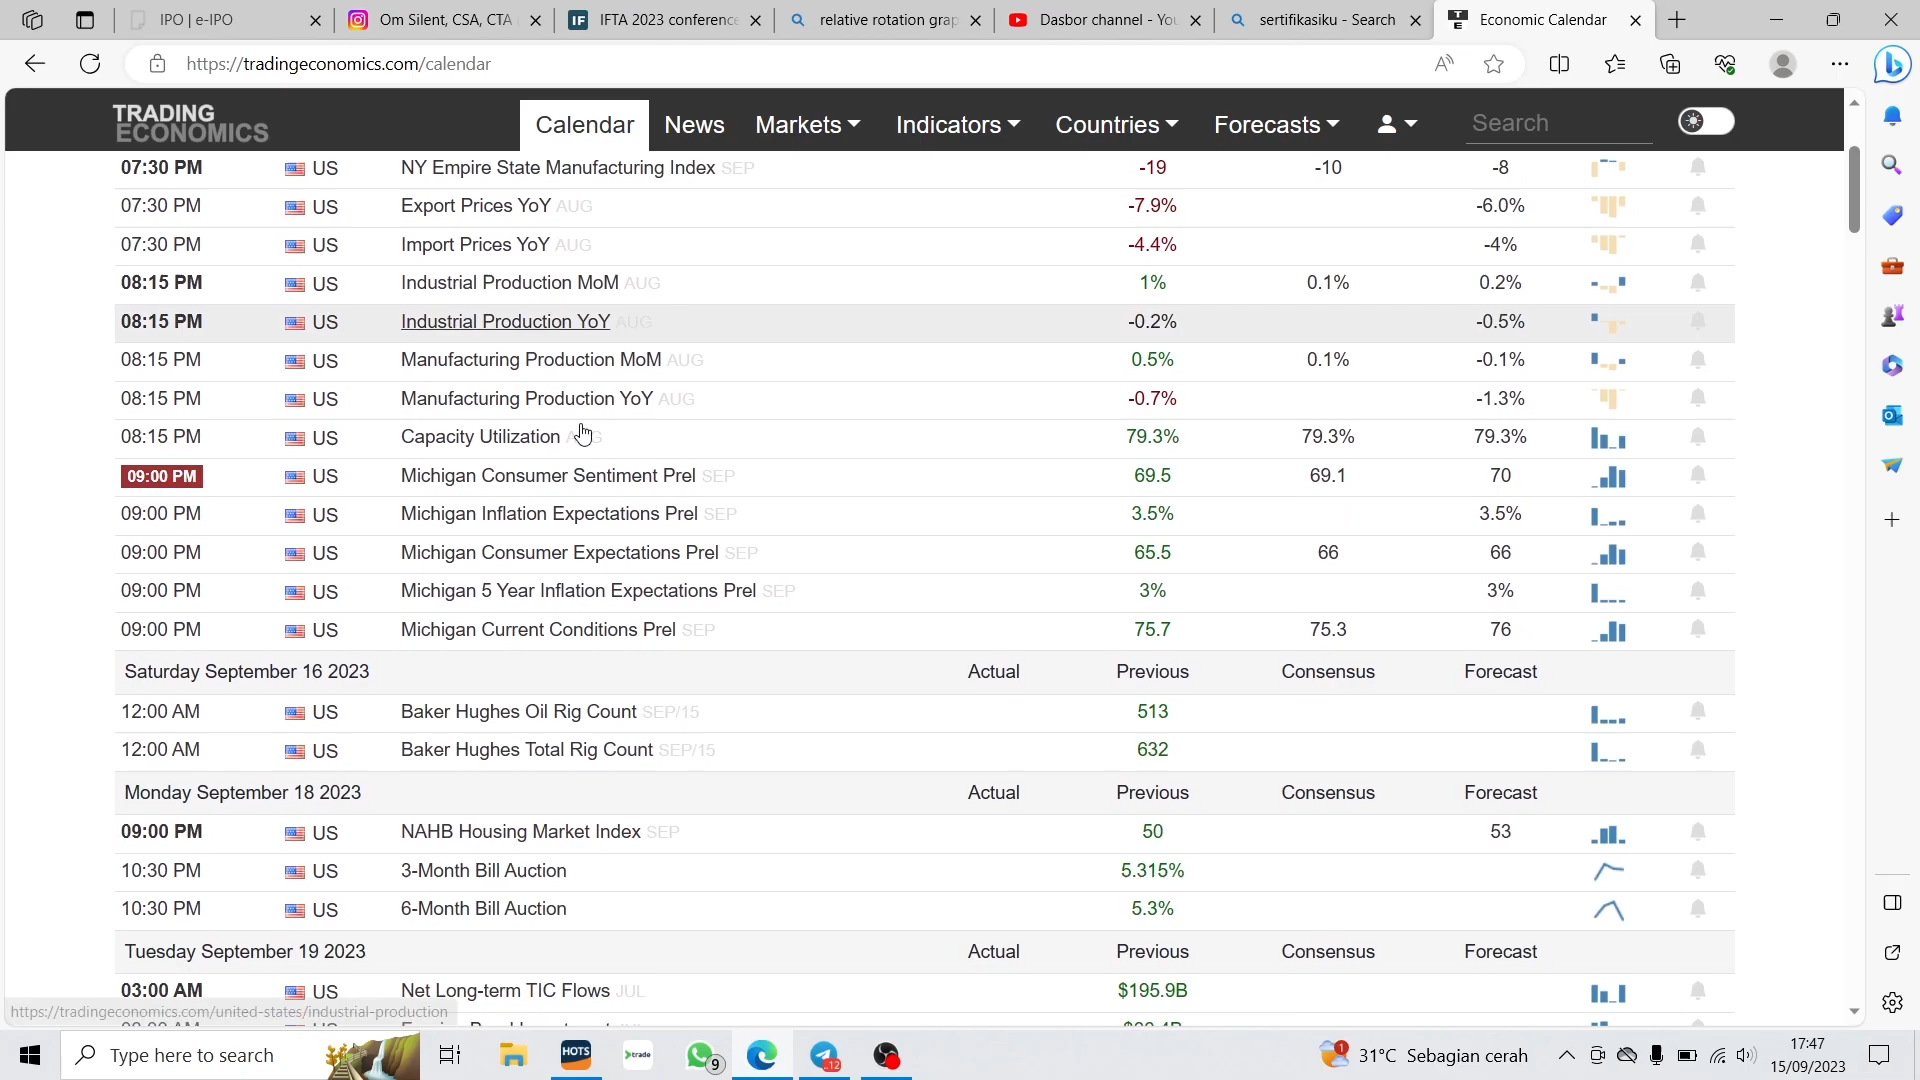 IPO | e-IPO
Om Silent, CSA, CTA
IFTA 2023 conference
relative rotation grap
Dasbor channel - You
sertifikasiku - Search
Economic Calendar
https://tradingeconomics.com/calendar
TRADING
ECONOMICS
Calendar News Markets Indicators Countries Forecasts Search
07:30 PM US NY Empire State Manufacturing Index SEP -19 -10 -8
07:30 PM US Export Prices YoY AUG -7.9% -6.0%
07:30 PM US Import Prices YoY AUG -4.4% -4%
08:15 PM US Industrial Production MoM AUG 1% 0.1% 0.2%
08:15 PM US Industrial Production YoY AUG -0.2% -0.5%
08:15 PM US Manufacturing Production MoM AUG 0.5% 0.1% -0.1%
08:15 PM US Manufacturing Production YoY AUG -0.7% -1.3%
08:15 PM US Capacity Utilization 79.3% 79.3% 79.3%
09:00 PM US Michigan Consumer Sentiment Prel SEP 69.5 69.1 70
09:00 PM US Michigan Inflation Expectations Prel SEP 3.5% 3.5%
09:00 PM US Michigan Consumer Expectations Prel SEP 65.5 66 66
09:00 PM US Michigan 5 Year Inflation Expectations Prel SEP 3% 3%
09:00 PM US Michigan Current Conditions Prel SEP 75.7 75.3 76
Saturday September 16 2023 Actual Previous Consensus Forecast
12:00 AM US Baker Hughes Oil Rig Count SEP/15 513
12:00 AM US Baker Hughes Total Rig Count SEP/15 632
Monday September 18 2023 Actual Previous Consensus Forecast
09:00 PM US NAHB Housing Market Index SEP 50 53
10:30 PM US 3-Month Bill Auction 5.315%
10:30 PM US 6-Month Bill Auction 5.3%
Tuesday September 19 2023 Actual Previous Consensus Forecast
03:00 AM US Net Long-term TIC Flows JUL $195.9B
https://tradingeconomics.com/united-states/industrial-production
Type here to search
HOTS
trade
9
12
1
31°C Sebagian cerah
17:47
15/09/2023